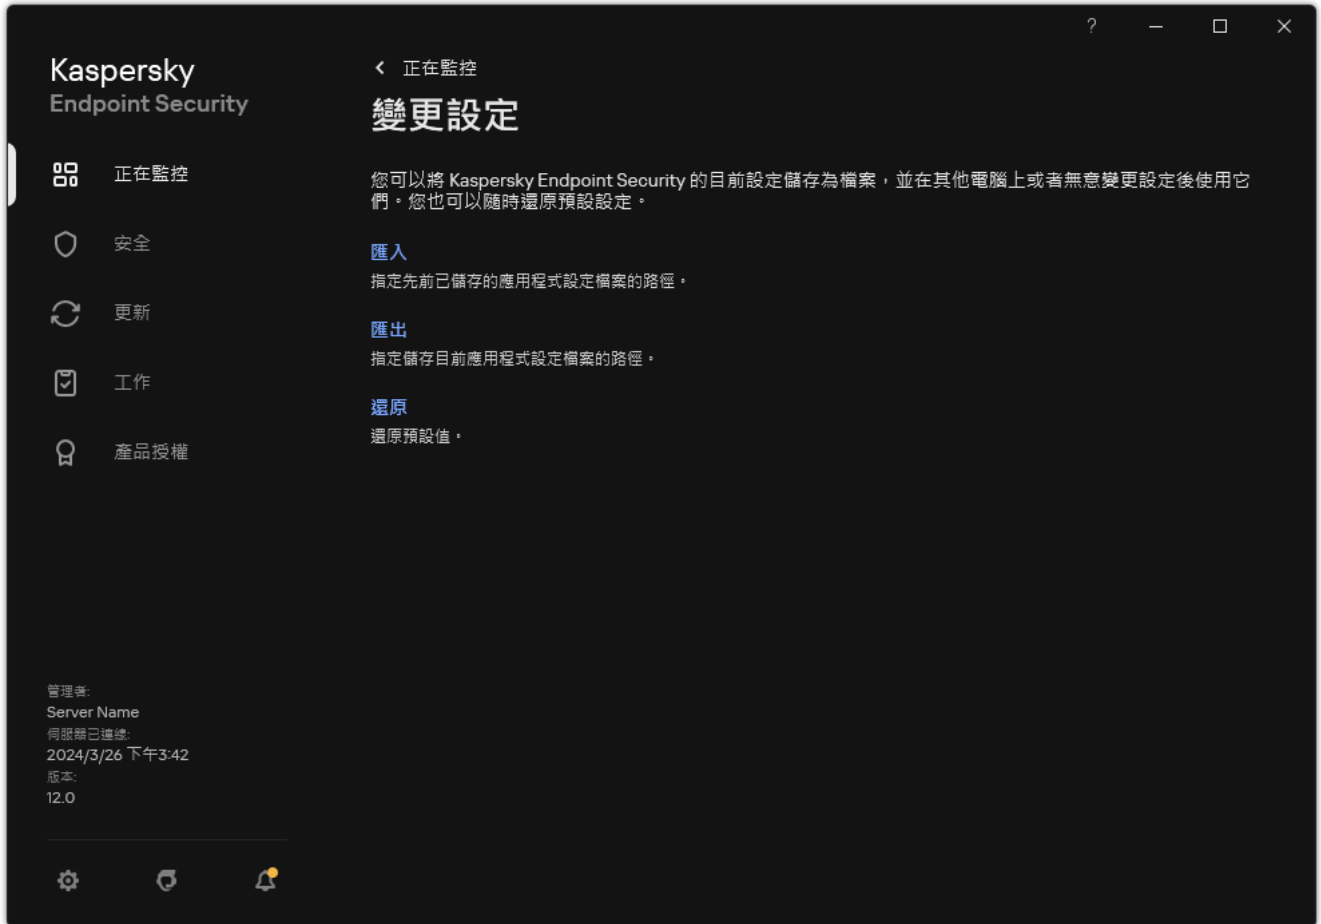 Kaspersky
Endpoint Security
正在監控
安全
更新
工作
產品授權
管理者:
Server Name
伺服器已連線:
2024/3/26 下午3:42
版本:
12.0
?
正在監控
變更設定
您可以將 Kaspersky Endpoint Security 的目前設定儲存為檔案，並在其他電腦上或者無意變更設定後使用它
們。您也可以隨時還原預設設定。
匯入
指定先前已儲存的應用程式設定檔案的路徑。
匯出
指定儲存目前應用程式設定檔案的路徑。
還原
還原預設值。